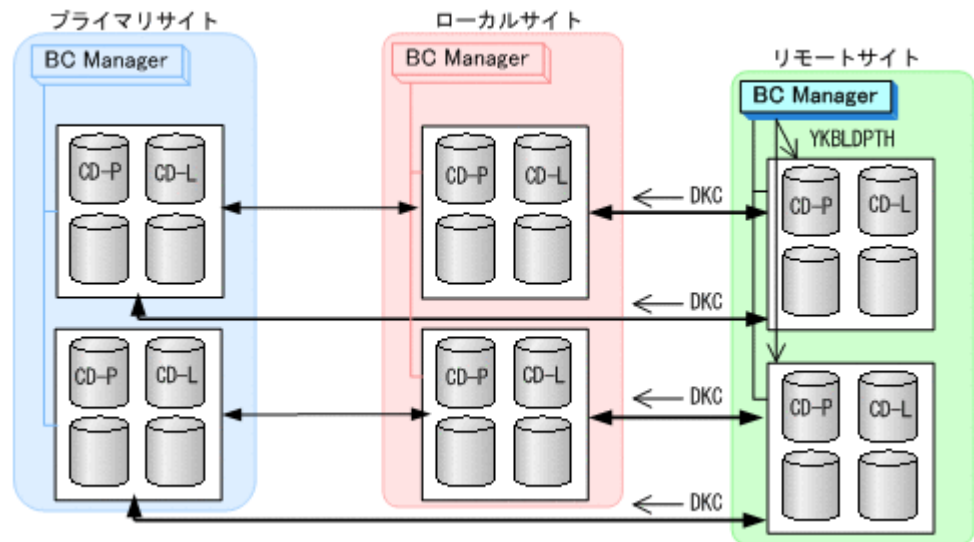 プライマリサイト
ローカルサイト
リモートサイト
BC Manager
BC Manager
BC Manager
YKBLDPTH
CD-P CD-L
CD-P CD-L
CD-P CD-L
DKC
DKC
CD-P CD-L
CD-P CD-L
CD-P CD-L
DKC
DKC